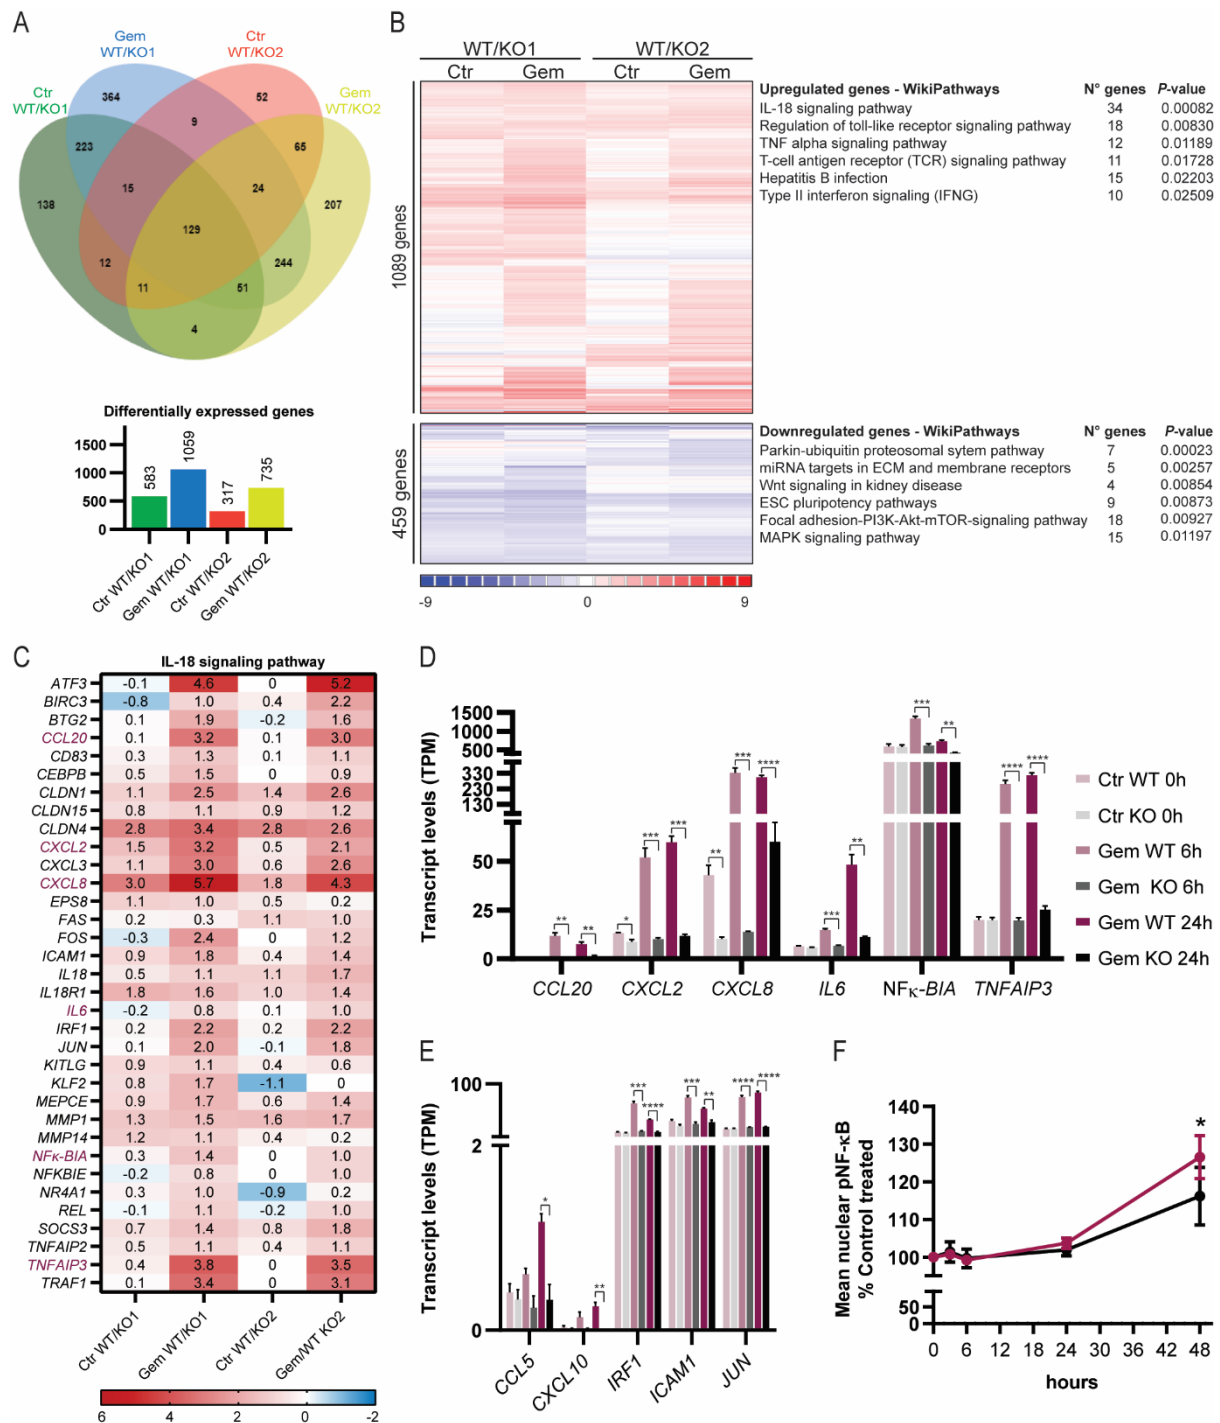 A
Gem
WT/KO1
Ctr
WT/KO2
Ctr
WT/KO1
Gem
WT/KO2
364
52
9
223
65
15
24
138
207
129
12
244
11
51
4
Differentially expressed genes
1500
1000
500
0
583
1059
317
735
Ctr WT/KO1
Gem WT/KO1
Ctr WT/KO2
Gem WT/KO2
B
WT/KO1 WT/KO2
Ctr Gem Ctr Gem
1089 genes
459 genes
Upregulated genes - WikiPathways N° genes P-value
IL-18 signaling pathway 34 0.00082
Regulation of toll-like receptor signaling pathway 18 0.00830
TNF alpha signaling pathway 12 0.01189
T-cell antigen receptor (TCR) signaling pathway 11 0.01728
Hepatitis B infection 15 0.02203
Type II interferon signaling (IFNG) 10 0.02509
Downregulated genes - WikiPathways N° genes P-value
Parkin-ubiquitin proteosomal sytem pathway 7 0.00023
miRNA targets in ECM and membrane receptors 5 0.00257
Wnt signaling in kidney disease 4 0.00854
ESC pluripotency pathways 9 0.00873
Focal adhesion-PI3K-Akt-mTOR-signaling pathway 18 0.00927
MAPK signaling pathway 15 0.01197
-9 0 9
C
IL-18 signaling pathway
ATF3 -0.1 4.6 0 5.2
BIRC3 -0.8 1.0 0.4 2.2
BTG2 0.1 1.9 -0.2 1.6
CCL20 0.1 3.2 0.1 3.0
CD83 0.3 1.3 0.1 1.1
CEBPB 0.5 1.5 0 0.9
CLDN1 1.1 2.5 1.4 2.6
CLDN15 0.8 1.1 0.9 1.2
CLDN4 2.8 3.4 2.8 2.6
CXCL2 1.5 3.2 0.5 2.1
CXCL3 1.1 3.0 0.6 2.6
CXCL8 3.0 5.7 1.8 4.3
EPS8 1.1 1.0 0.5 0.2
FAS 0.2 0.3 1.1 1.0
FOS -0.3 2.4 0 1.2
ICAM1 0.9 1.8 0.4 1.4
IL18 0.5 1.1 1.1 1.7
IL18R1 1.8 1.6 1.0 1.4
IL6 -0.2 0.8 0.1 1.0
IRF1 0.2 2.2 0.2 2.2
JUN 0.1 2.0 -0.1 1.8
KITLG 0.9 1.1 0.4 0.6
KLF2 0.8 1.7 -1.1 0
MEPCE 0.9 1.7 0.6 1.4
MMP1 1.3 1.5 1.6 1.7
MMP14 1.2 1.1 0.4 0.2
NFκ-BIA 0.3 1.4 0 1.0
NFKBIE -0.2 0.8 0 1.0
NR4A1 0.3 1.0 -0.9 0.2
REL -0.1 1.1 -0.2 1.0
SOCS3 0.7 1.4 0.8 1.8
TNFAIP2 0.5 1.1 0.4 1.1
TNFAIP3 0.4 3.8 0 3.5
TRAF1 0.1 3.4 0 3.1
Ctr WT/KO1
Gem WT/KO1
Ctr WT/KO2
Gem/WT KO2
6 4 2 0 -2
D
Transcript levels (TPM)
1500
1000
500
330
230
130
50
25
0
** **
* *** ***
** *** ****
*** **
*** **
**** ****
CCL20 CXCL2 CXCL8 IL6 NFκ-BIA TNFAIP3
Ctr WT 0h
Ctr KO 0h
Gem WT 6h
Gem KO 6h
Gem WT 24h
Gem KO 24h
E
Transcript levels (TPM)
100
2
0
*
**
*** ****
*** **
**** ****
CCL5
CXCL10
IRF1
ICAM1
JUN
F
Mean nuclear pNF-κB
% Control treated
140
130
120
110
100
50
0
*
0 6 12 18 24 30 36 42 48
hours